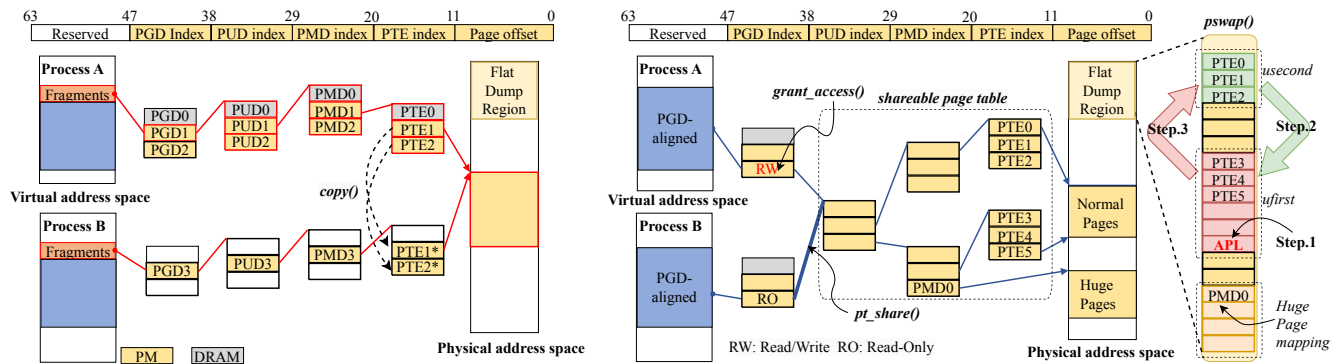 63 47 38 29 20 11 0
Reserved PGD Index PUD index PMD index PTE index Page offset
Process A
Fragments
PGD0
PGD1
PGD2
PUD0
PUD1
PUD2
PMD0
PMD1
PMD2
PTE0
PTE1
PTE2
Flat
Dump
Region
copy()
Virtual address space
Process B
Fragments
PGD3
PUD3
PMD3
PTE1*
PTE2*
PM
DRAM
Physical address space
63 47 38 29 20 11 0
Reserved PGD Index PUD index PMD index PTE index Page offset
Process A
PGD-
aligned
grant_access()
RW
shareable page table
PTE0
PTE1
PTE2
Flat
Dump
Region
Virtual address space
Process B
PGD-
aligned
RO
PTE3
PTE4
PTE5
PMD0
Normal
Pages
Huge
Pages
pt_share()
RW: Read/Write RO: Read-Only
Physical address space
pswap()
PTE0
PTE1
PTE2
usecond
Step.3
Step.2
PTE3
PTE4
PTE5
ufirst
APL
Step.1
PMD0
Huge
Page
mapping